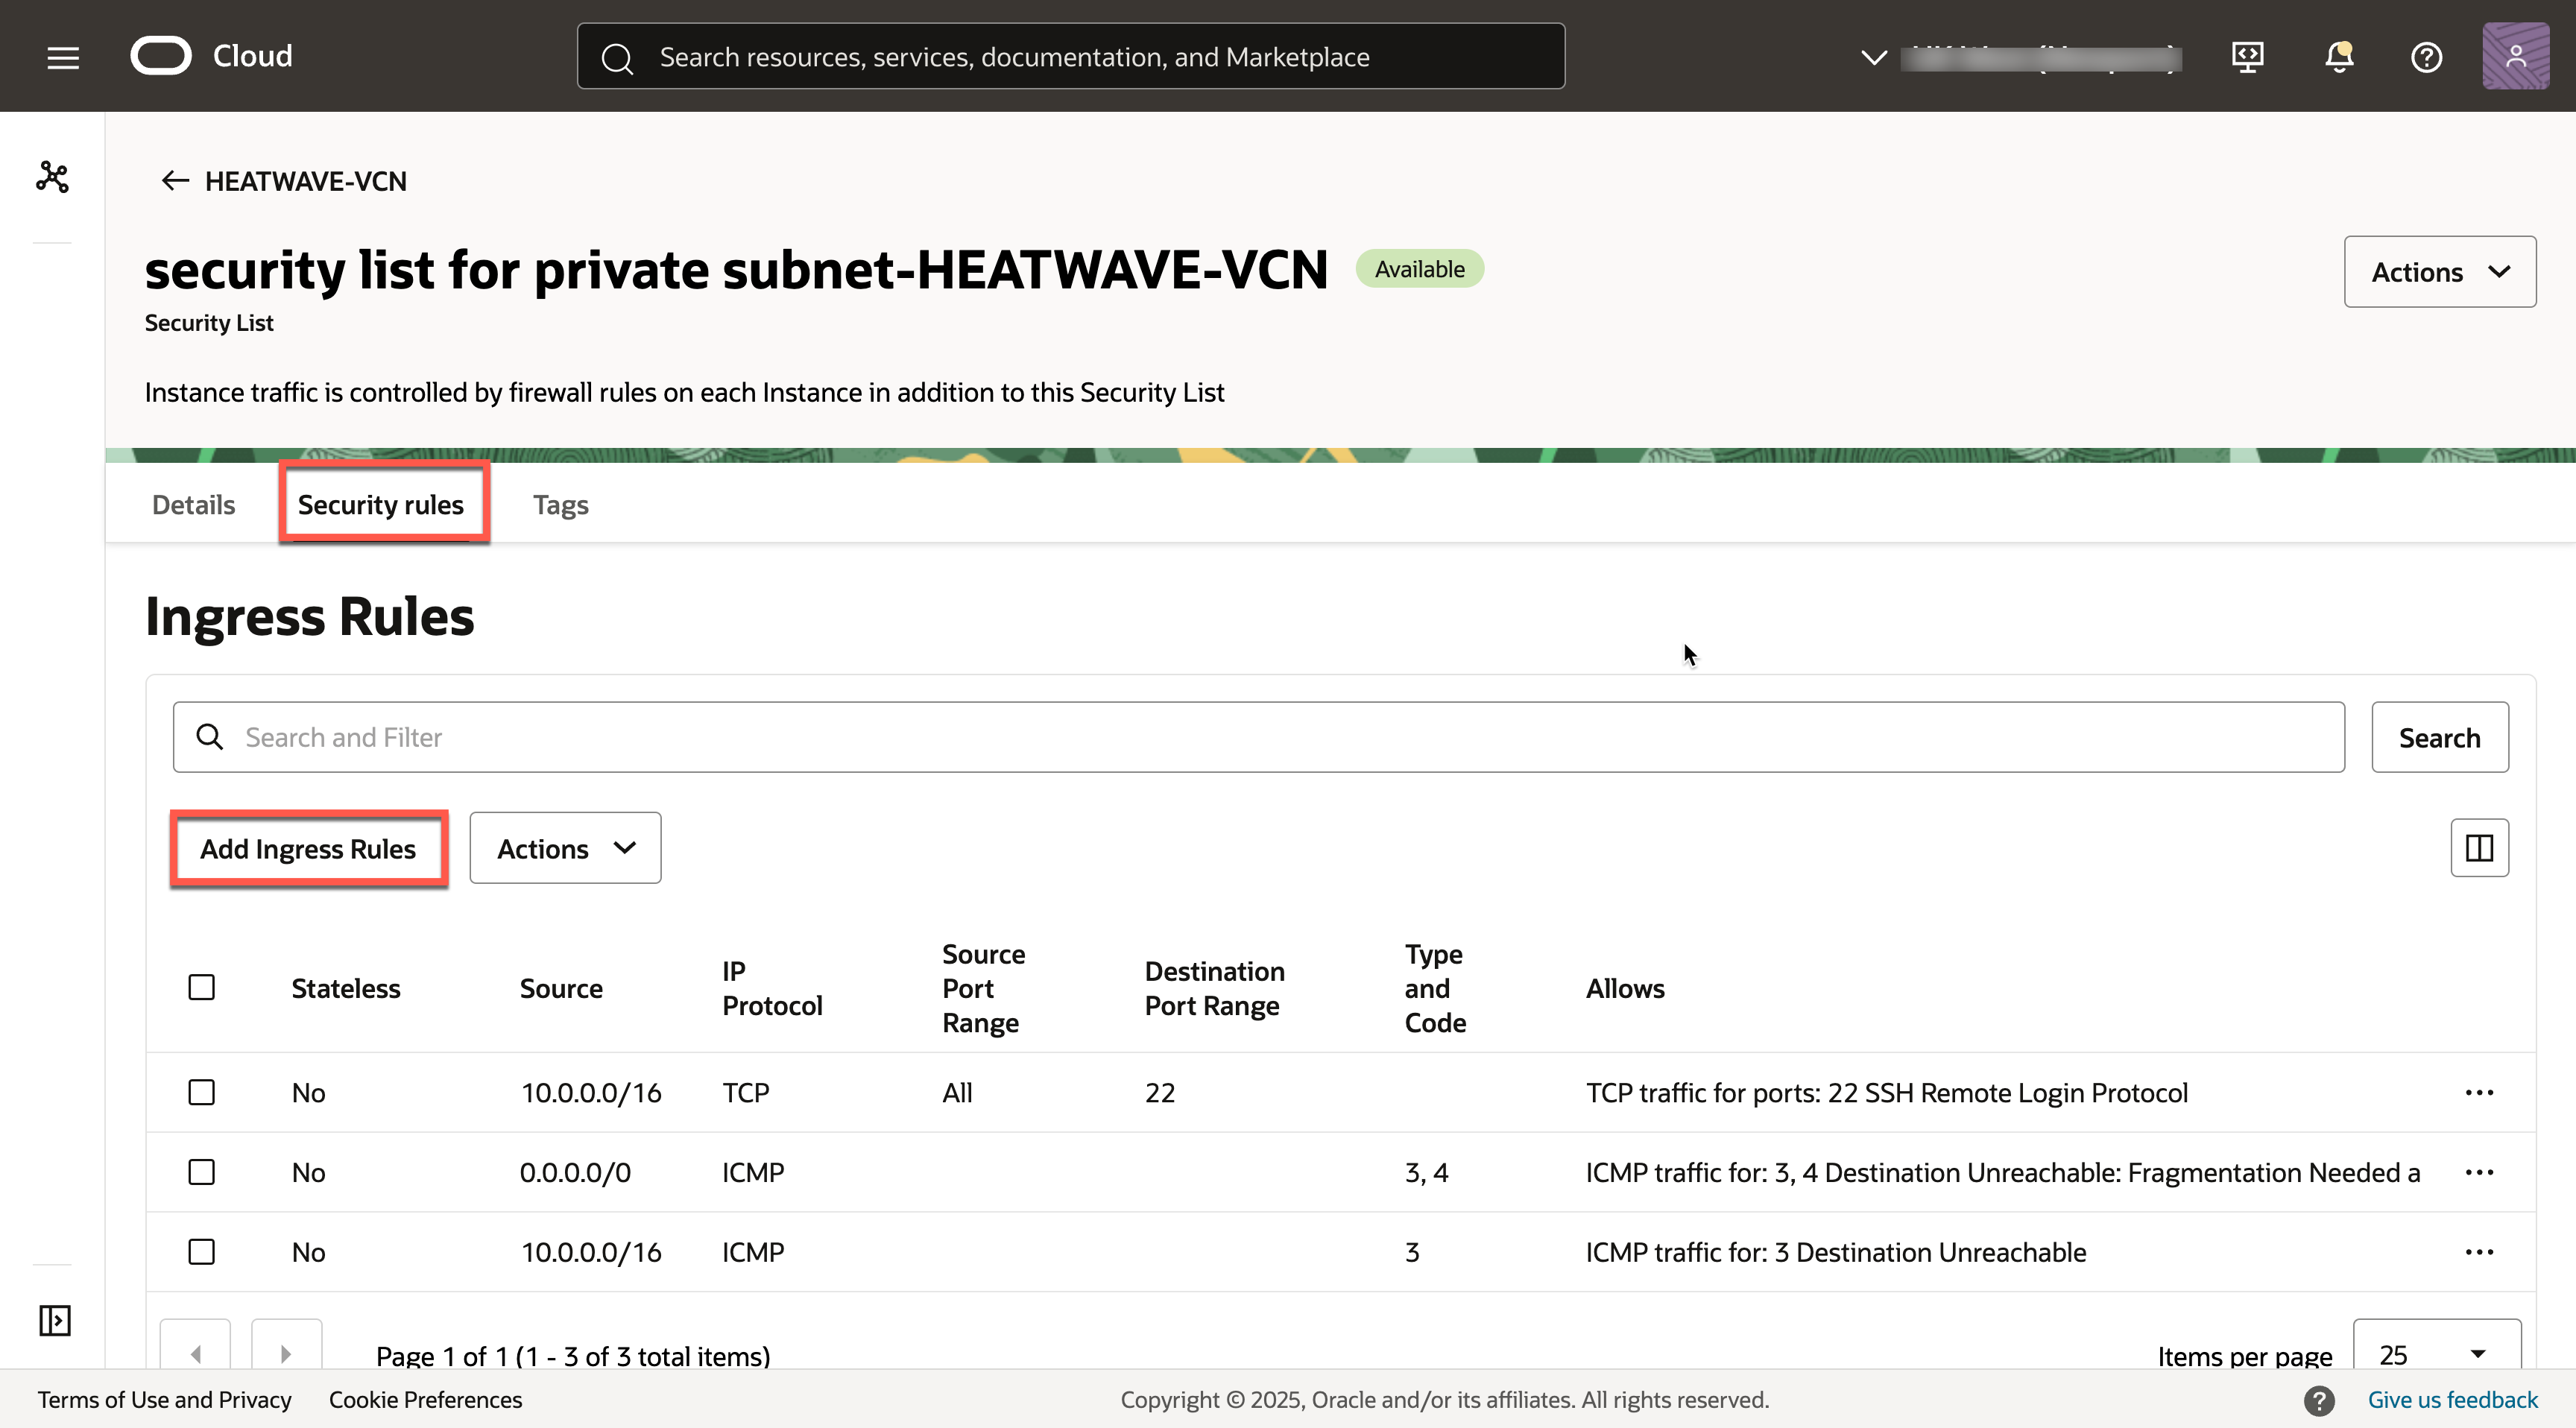 Cloud
Search resources, services, documentation, and Marketplace
HEATWAVE-VCN
security list for private subnet-HEATWAVE-VCN
Available
Actions
Security List
Instance traffic is controlled by firewall rules on each Instance in addition to this Security List
Details
Security rules
Tags
Ingress Rules
Search and Filter
Search
Add Ingress Rules
Actions
Stateless
Source
IP
Protocol
Source
Port
Range
Destination
Port Range
Type
and
Code
Allows
No 10.0.0.0/16 TCP All 22 TCP traffic for ports: 22 SSH Remote Login Protocol
No 0.0.0.0/0 ICMP 3, 4 ICMP traffic for: 3, 4 Destination Unreachable: Fragmentation Needed a
No 10.0.0.0/16 ICMP 3 ICMP traffic for: 3 Destination Unreachable
Page 1 of 1 (1 - 3 of 3 total items)
Items per page
25
Terms of Use and Privacy
Cookie Preferences
Copyright © 2025, Oracle and/or its affiliates. All rights reserved.
Give us feedback